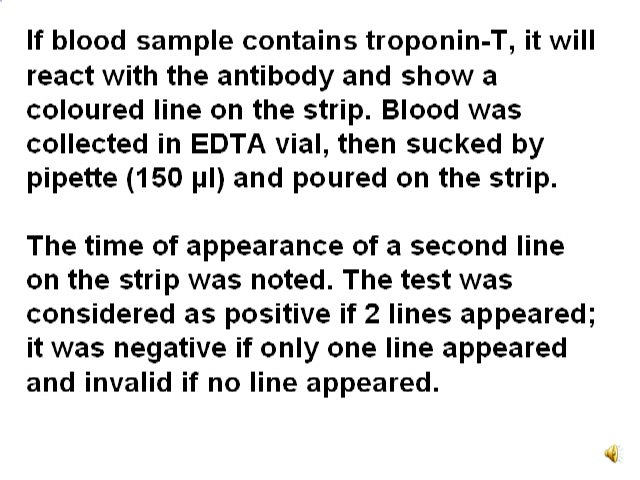 If blood sample contains troponin-T, it will
react with the antibody and show a
coloured line on the strip. Blood was
collected in EDTA vial, then sucked by
pipette (150 µl) and poured on the strip.
The time of appearance of a second line
on the strip was noted. The test was
considered as positive if 2 lines appeared;
it was negative if only one line appeared
and invalid if no line appeared.